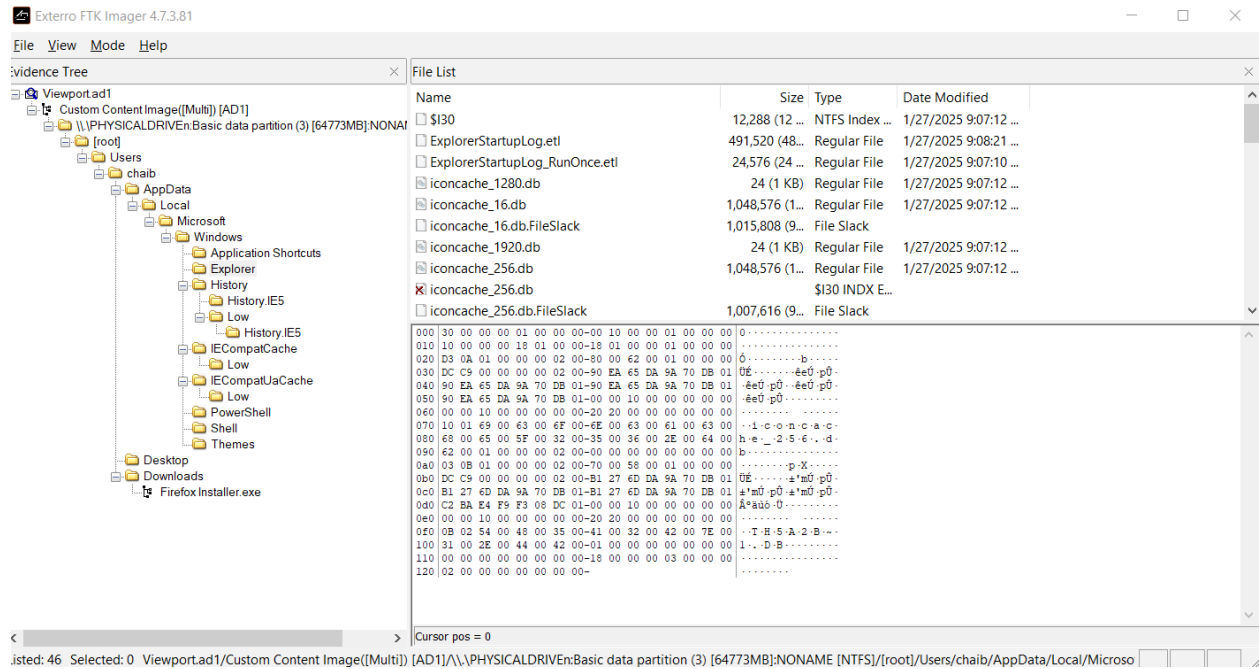 Exterro FTK Imager 4.7.3.81
File View Mode Help
Evidence Tree
Viewport.ad1
Custom Content Image([Multi]) [AD1]
\\.\PHYSICALDRIVEn:Basic data partition (3) [64773MB]:NONAM
[root]
Users
chaib
AppData
Local
Microsoft
Windows
Application Shortcuts
Explorer
History
History.IE5
Low
History.IE5
IECompatCache
Low
IECompatUaCache
Low
PowerShell
Shell
Themes
Desktop
Downloads
Firefox Installer.exe
File List
Name Size Type Date Modified
$I30 12,288 (12 ... NTFS Index ... 1/27/2025 9:07:12 ...
ExplorerStartupLog.etl 491,520 (48... Regular File 1/27/2025 9:08:21 ...
ExplorerStartupLog_RunOnce.etl 24,576 (24 ... Regular File 1/27/2025 9:07:10 ...
iconcache_1280.db 24 (1 KB) Regular File 1/27/2025 9:07:12 ...
iconcache_16.db 1,048,576 (1... Regular File 1/27/2025 9:07:12 ...
iconcache_16.db.FileSlack 1,015,808 (9... File Slack
iconcache_1920.db 24 (1 KB) Regular File 1/27/2025 9:07:12 ...
iconcache_256.db 1,048,576 (1... Regular File 1/27/2025 9:07:12 ...
iconcache_256.db $I30 INDX E...
iconcache_256.db.FileSlack 1,007,616 (9... File Slack
000 30 00 00 00 01 00 00 00-00 10 00 00 01 00 00 00 0···············
010 10 00 00 00 18 01 00 00-18 01 00 00 01 00 00 00 ················
020 D3 0A 01 00 00 00 02 00-80 00 62 00 01 00 00 00 Ó·········b·····
030 DC C9 00 00 00 00 02 00-90 EA 65 DA 9A 70 DB 01 ÜÉ·······êeÚ·pÛ·
040 90 EA 65 DA 9A 70 DB 01-90 EA 65 DA 9A 70 DB 01 ·êeÚ·pÛ··êeÚ·pÛ·
050 90 EA 65 DA 9A 70 DB 01-00 00 10 00 00 00 00 00 ·êeÚ·pÛ·········
060 00 00 10 00 00 00 00 00-20 20 00 00 00 00 00 00 ········  ······
070 10 01 69 00 63 00 6F 00-6E 00 63 00 61 00 63 00 ··i·c·o·n·c·a·c·
080 68 00 65 00 5F 00 32 00-35 00 36 00 2E 00 64 00 h·e·_·2·5·6·.·d·
090 62 00 01 00 00 00 02 00-00 00 00 00 00 00 00 00 b···············
0a0 03 0B 01 00 00 00 02 00-70 00 58 00 01 00 00 00 ········p·X·····
0b0 DC C9 00 00 00 00 02 00-B1 27 6D DA 9A 70 DB 01 ÜÉ······±'mÚ·pÛ·
0c0 B1 27 6D DA 9A 70 DB 01-B1 27 6D DA 9A 70 DB 01 ±'mÚ·pÛ·±'mÚ·pÛ·
0d0 C2 BA E4 F9 F3 08 DC 01-00 00 10 00 00 00 00 00 Âºäùó·Ü·········
0e0 00 00 10 00 00 00 00 00-20 20 00 00 00 00 00 00 ········  ······
0f0 0B 02 54 00 48 00 35 00-41 00 32 00 42 00 7E 00 ··T·H·5·A·2·B·~·
100 31 00 2E 00 44 00 42 00-01 00 00 00 00 00 00 00 1·.·D·B·········
110 00 00 00 00 00 00 00 00-18 00 00 00 03 00 00 00 ················
120 02 00 00 00 00 00 00 00- ········
Cursor pos = 0
isted: 46 Selected: 0 Viewport.ad1/Custom Content Image([Multi]) [AD1]/\\.\PHYSICALDRIVEn:Basic data partition (3) [64773MB]:NONAME [NTFS]/[root]/Users/chaib/AppData/Local/Microso